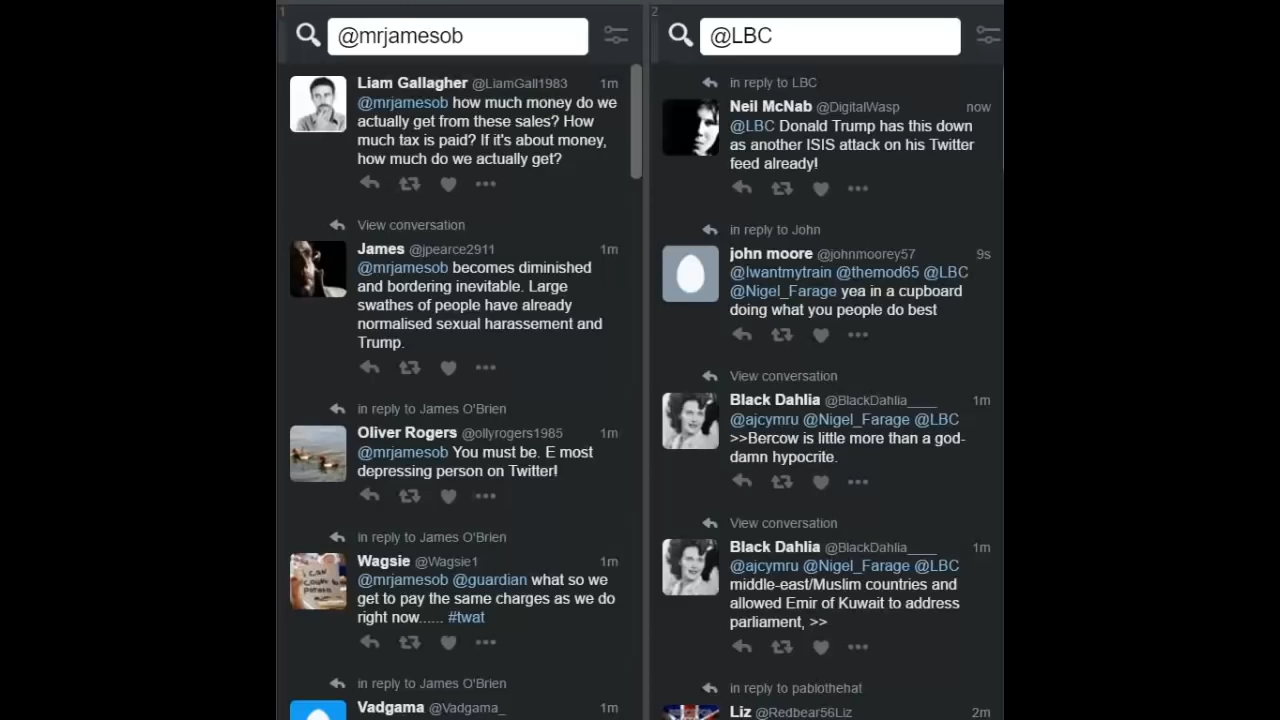 1
@mrjamesob
Liam Gallagher @LiamGall1983 1m
@mrjamesob how much money do we
actually get from these sales? How
much tax is paid? If it's about money,
how much do we actually get?
View conversation
James @jpearce2911 1m
@mrjamesob becomes diminished
and bordering inevitable. Large
swathes of people have already
normalised sexual harassement and
Trump.
in reply to James O'Brien
Oliver Rogers @ollyrogers1985 1m
@mrjamesob You must be. E most
depressing person on Twitter!
in reply to James O'Brien
Wagsie @Wagsie1 1m
@mrjamesob @guardian what so we
get to pay the same charges as we do
right now...... #twat
in reply to James O'Brien
Vadgama @Vadgama_ 1m
2
@LBC
in reply to LBC
Neil McNab @DigitalWasp now
@LBC Donald Trump has this down
as another ISIS attack on his Twitter
feed already!
in reply to John
john moore @johnmoorey57 9s
@Iwantmytrain @themod65 @LBC
@Nigel_Farage yea in a cupboard
doing what you people do best
View conversation
Black Dahlia @BlackDahlia____ 1m
@ajcymru @Nigel_Farage @LBC
>>Bercow is little more than a god-
damn hypocrite.
View conversation
Black Dahlia @BlackDahlia____ 1m
@ajcymru @Nigel_Farage @LBC
middle-east/Muslim countries and
allowed Emir of Kuwait to address
parliament, >>
in reply to pablothehat
Liz @Redbear56Liz 2m